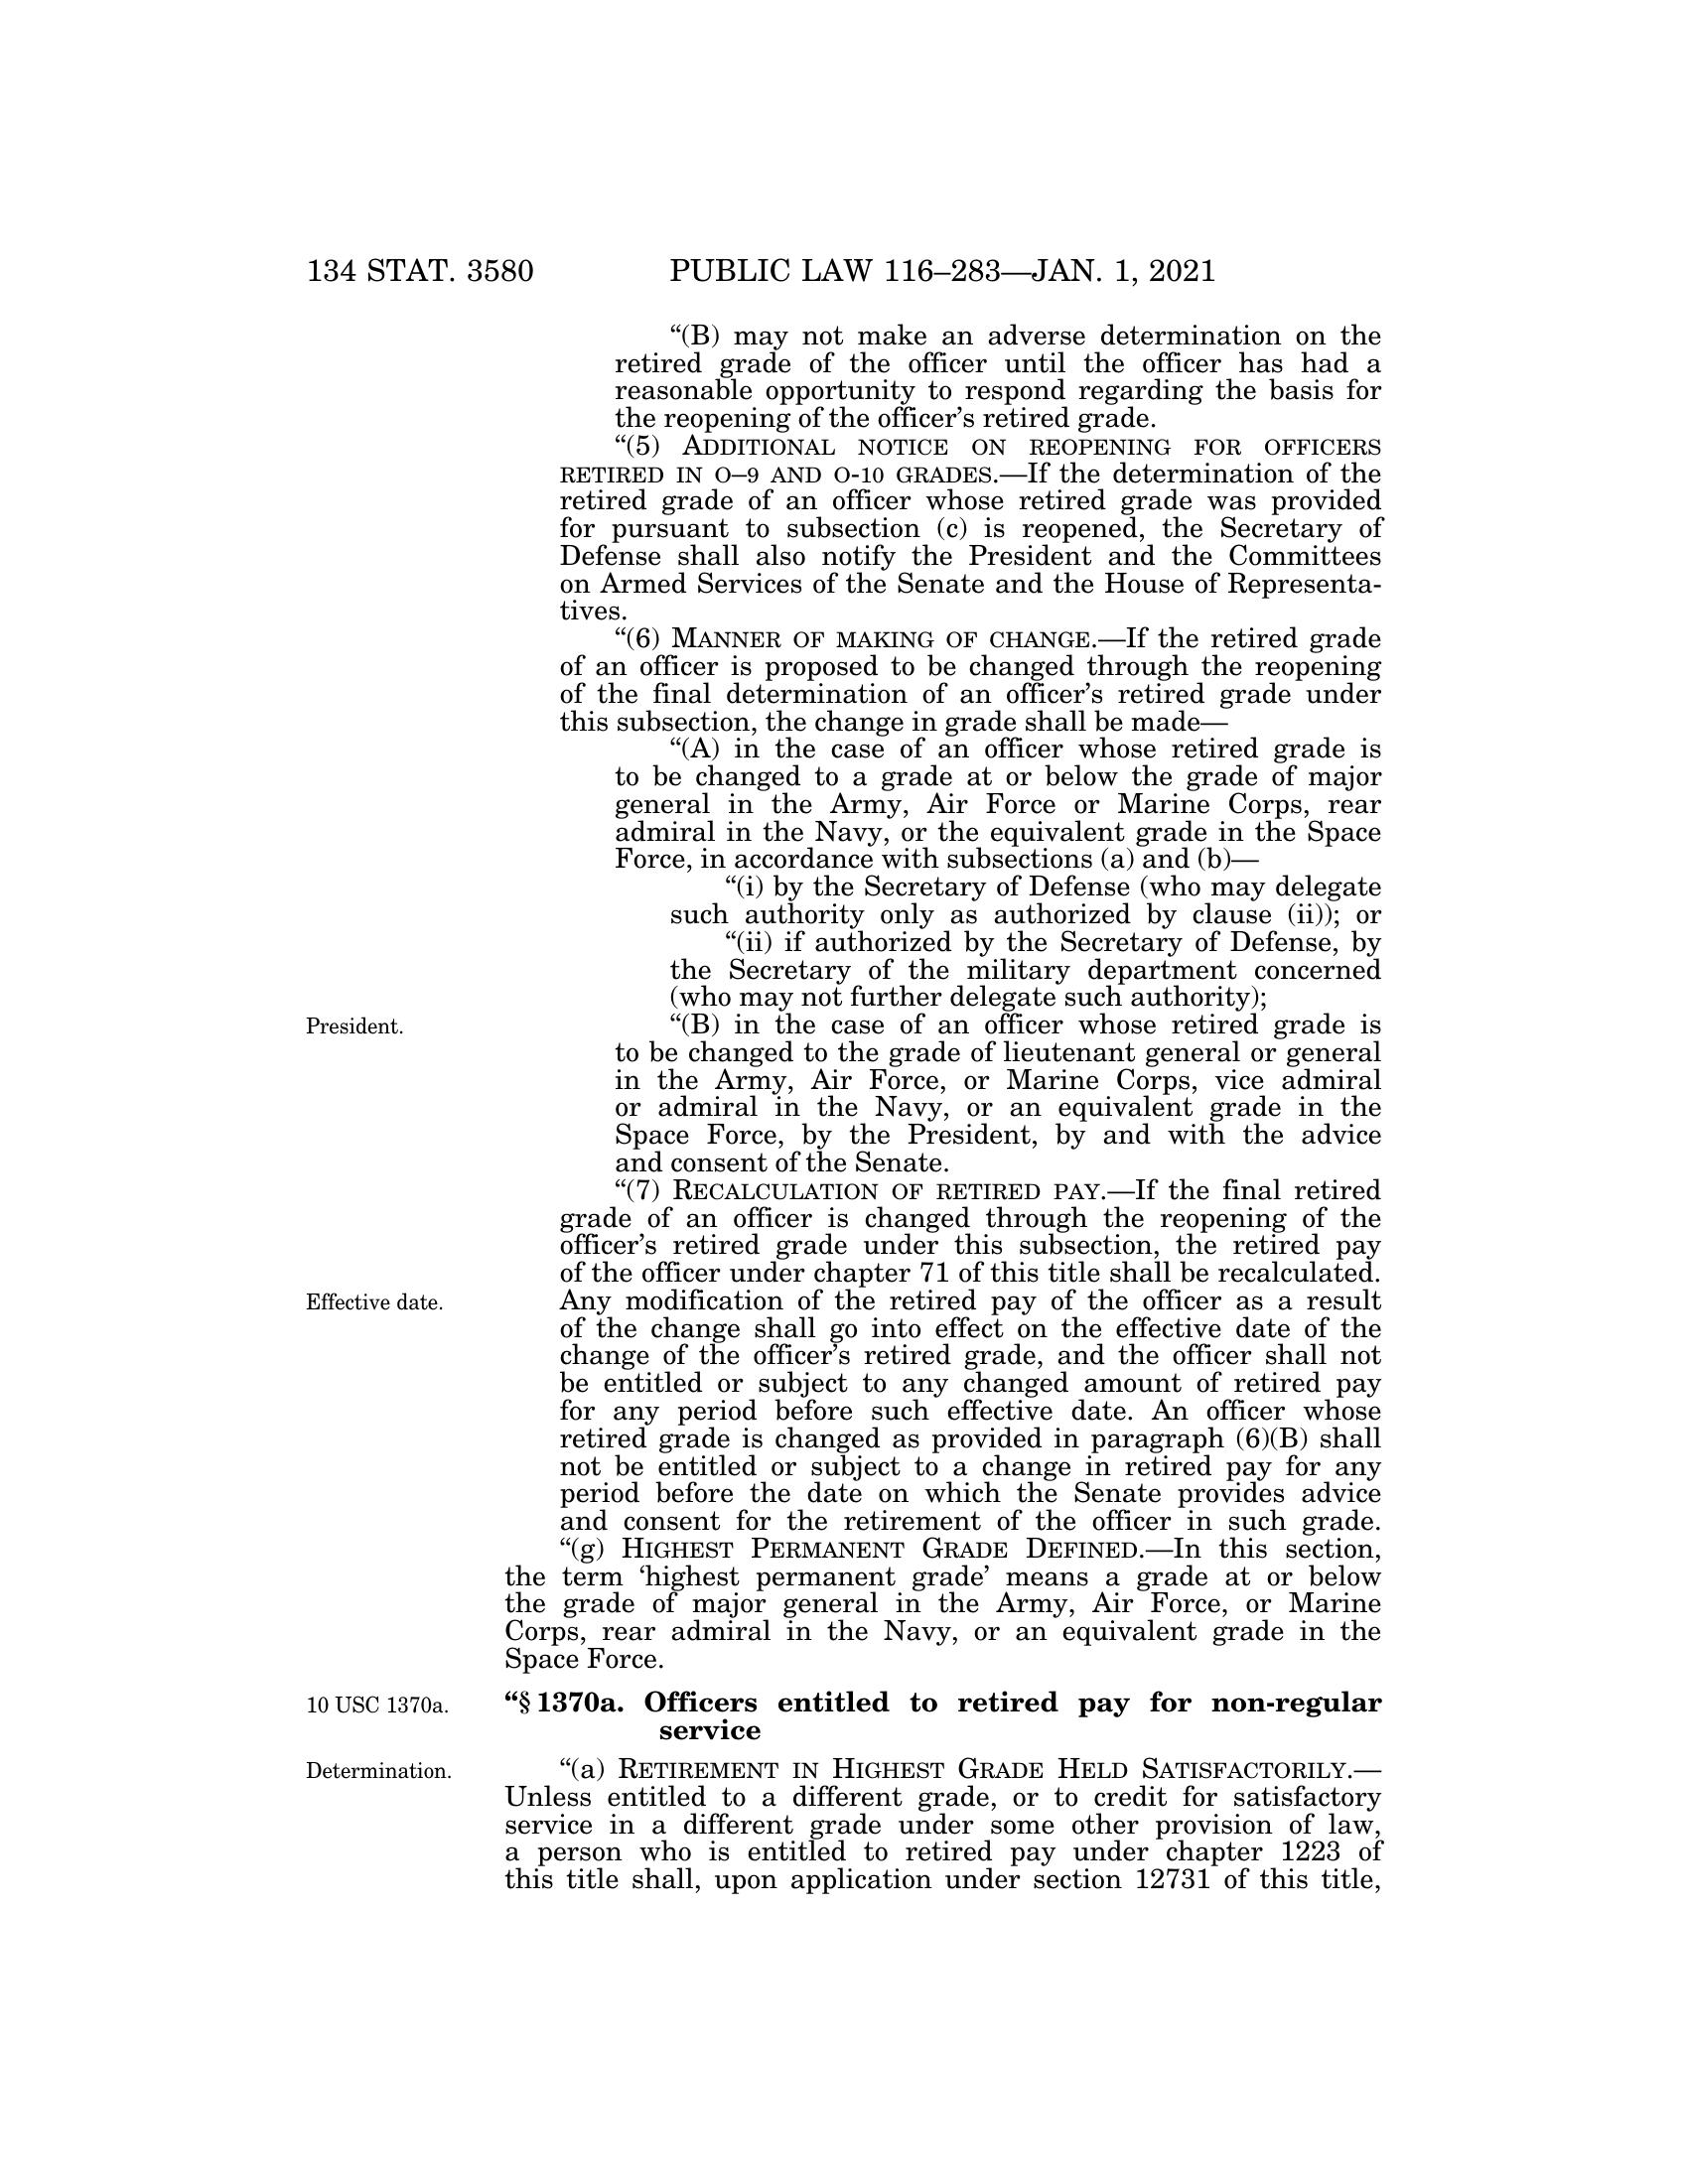 134 STAT. 3580
PUBLIC LAW 116–283—JAN. 1, 2021
“(B) may not make an adverse determination on the
retired grade of the officer until the officer has had a
reasonable opportunity to respond regarding the basis for
the reopening of the officer’s retired grade.
“(5) ADDITIONAL NOTICE ON REOPENING FOR OFFICERS
RETIRED IN O–9 AND O-10 GRADES.—If the determination of the
retired grade of an officer whose retired grade was provided
for pursuant to subsection (c) is reopened, the Secretary of
Defense shall also notify the President and the Committees
on Armed Services of the Senate and the House of Representa-
tives.
“(6) MANNER OF MAKING OF CHANGE.—If the retired grade
of an officer is proposed to be changed through the reopening
of the final determination of an officer’s retired grade under
this subsection, the change in grade shall be made—
“(A) in the case of an officer whose retired grade is
to be changed to a grade at or below the grade of major
general in the Army, Air Force or Marine Corps, rear
admiral in the Navy, or the equivalent grade in the Space
Force, in accordance with subsections (a) and (b)—
“(i) by the Secretary of Defense (who may delegate
such authority only as authorized by clause (ii)); or
“(ii) if authorized by the Secretary of Defense, by
the Secretary of the military department concerned
(who may not further delegate such authority);
President.
“(B) in the case of an officer whose retired grade is
to be changed to the grade of lieutenant general or general
in the Army, Air Force, or Marine Corps, vice admiral
or admiral in the Navy, or an equivalent grade in the
Space Force, by the President, by and with the advice
and consent of the Senate.
“(7) RECALCULATION OF RETIRED PAY.—If the final retired
grade of an officer is changed through the reopening of the
officer’s retired grade under this subsection, the retired pay
of the officer under chapter 71 of this title shall be recalculated.
Effective date.
Any modification of the retired pay of the officer as a result
of the change shall go into effect on the effective date of the
change of the officer’s retired grade, and the officer shall not
be entitled or subject to any changed amount of retired pay
for any period before such effective date. An officer whose
retired grade is changed as provided in paragraph (6)(B) shall
not be entitled or subject to a change in retired pay for any
period before the date on which the Senate provides advice
and consent for the retirement of the officer in such grade.
“(g) HIGHEST PERMANENT GRADE DEFINED.—In this section,
the term ‘highest permanent grade’ means a grade at or below
the grade of major general in the Army, Air Force, or Marine
Corps, rear admiral in the Navy, or an equivalent grade in the
Space Force.
10 USC 1370a.
“§ 1370a. Officers entitled to retired pay for non-regular
service
Determination.
“(a) RETIREMENT IN HIGHEST GRADE HELD SATISFACTORILY.—
Unless entitled to a different grade, or to credit for satisfactory
service in a different grade under some other provision of law,
a person who is entitled to retired pay under chapter 1223 of
this title shall, upon application under section 12731 of this title,